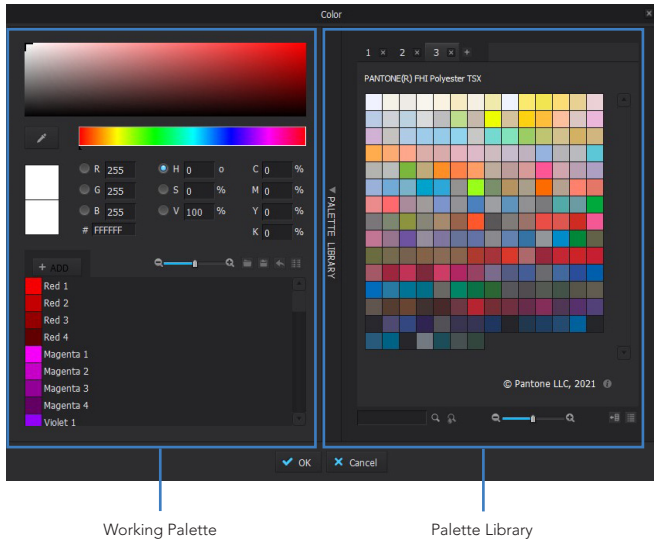 Color
1 2 3 +
PANTONE(R) FHI Polyester TSX
R 255 H 0 o C 0 %
G 255 S 0 % M 0 %
B 255 V 100 % Y 0 %
# FFFFFF K 0 %
PALETTE LIBRARY
+ ADD
Red 1
Red 2
Red 3
Red 4
Magenta 1
Magenta 2
Magenta 3
Magenta 4
Violet 1
© Pantone LLC, 2021
OK Cancel
Working Palette Palette Library